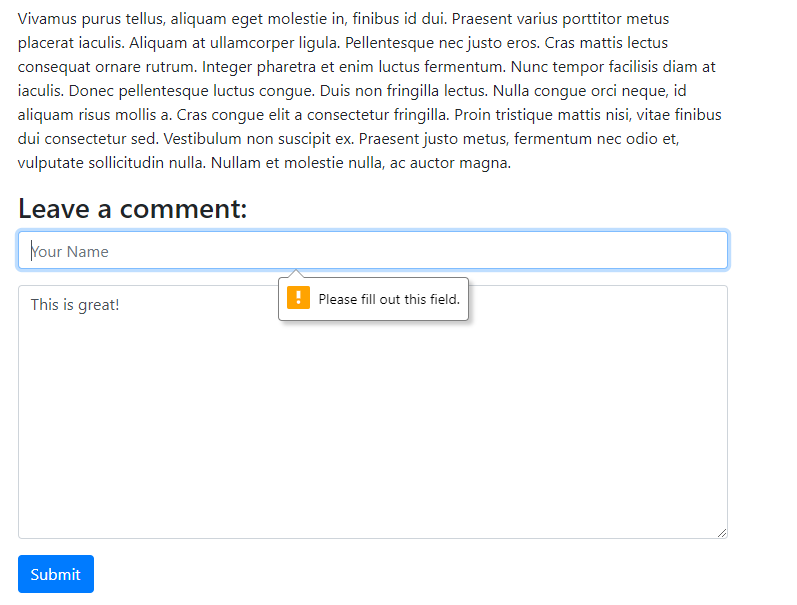 Vivamus purus tellus, aliquam eget molestie in, finibus id dui. Praesent varius porttitor metus
placerat iaculis. Aliquam at ullamcorper ligula. Pellentesque nec justo eros. Cras mattis lectus
consequat ornare rutrum. Integer pharetra et enim luctus fermentum. Nunc tempor facilisis diam at
iaculis. Donec pellentesque luctus congue. Duis non fringilla lectus. Nulla congue orci neque, id
aliquam risus mollis a. Cras congue elit a consectetur fringilla. Proin tristique mattis nisi, vitae finibus
dui consectetur sed. Vestibulum non suscipit ex. Praesent justo metus, fermentum nec odio et,
vulputate sollicitudin nulla. Nullam et molestie nulla, ac auctor magna.
Leave a comment:
Your Name
Please fill out this field.
This is great!
Submit